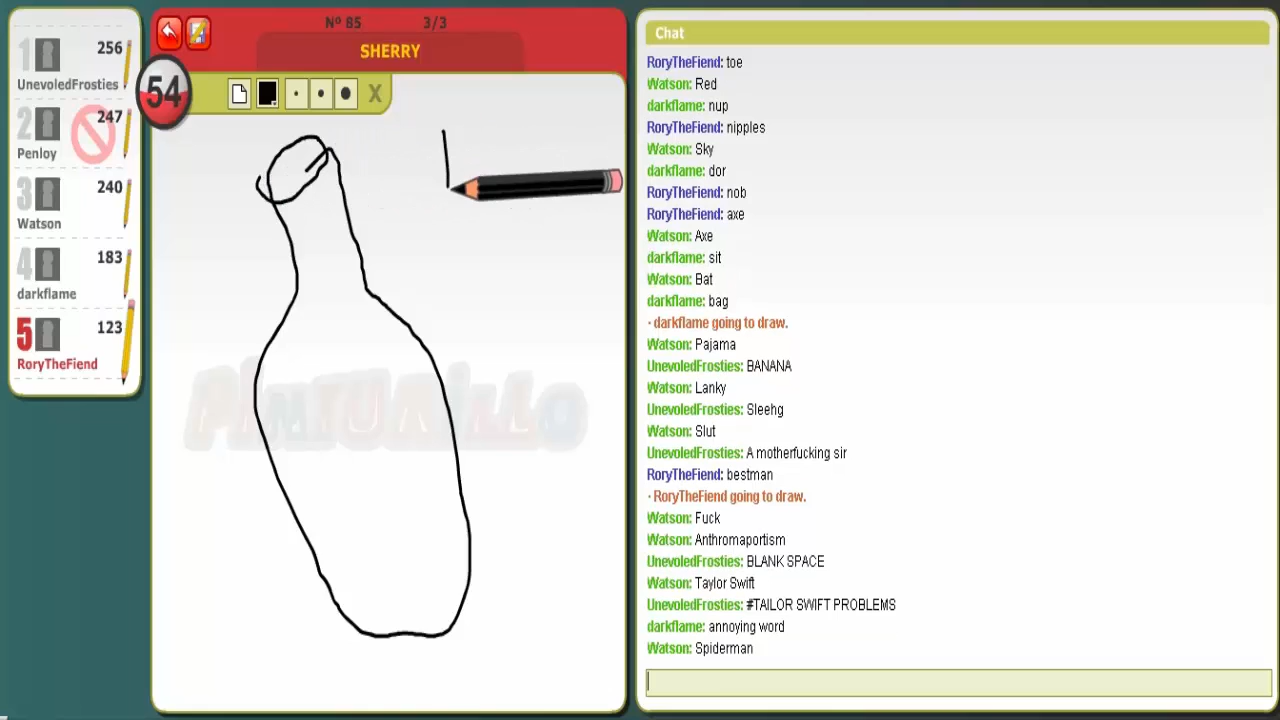 1
256
UnevoledFrosties
2
247
Penloy
3
240
Watson
4
183
darkflame
5
123
RoryTheFiend
Nº 85
3/3
SHERRY
54
X
PINTURILLO
Chat
RoryTheFiend: toe
Watson: Red
darkflame: nup
RoryTheFiend: nipples
Watson: Sky
darkflame: dor
RoryTheFiend: nob
RoryTheFiend: axe
Watson: Axe
darkflame: sit
Watson: Bat
darkflame: bag
· darkflame going to draw.
Watson: Pajama
UnevoledFrosties: BANANA
Watson: Lanky
UnevoledFrosties: Sleehg
Watson: Slut
UnevoledFrosties: A motherfucking sir
RoryTheFiend: bestman
· RoryTheFiend going to draw.
Watson: Fuck
Watson: Anthromaportism
UnevoledFrosties: BLANK SPACE
Watson: Taylor Swift
UnevoledFrosties: #TAILOR SWIFT PROBLEMS
darkflame: annoying word
Watson: Spiderman